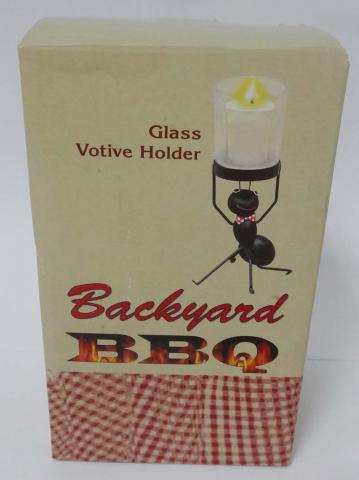 Glass
Votive Holder
Backyard
BBQ